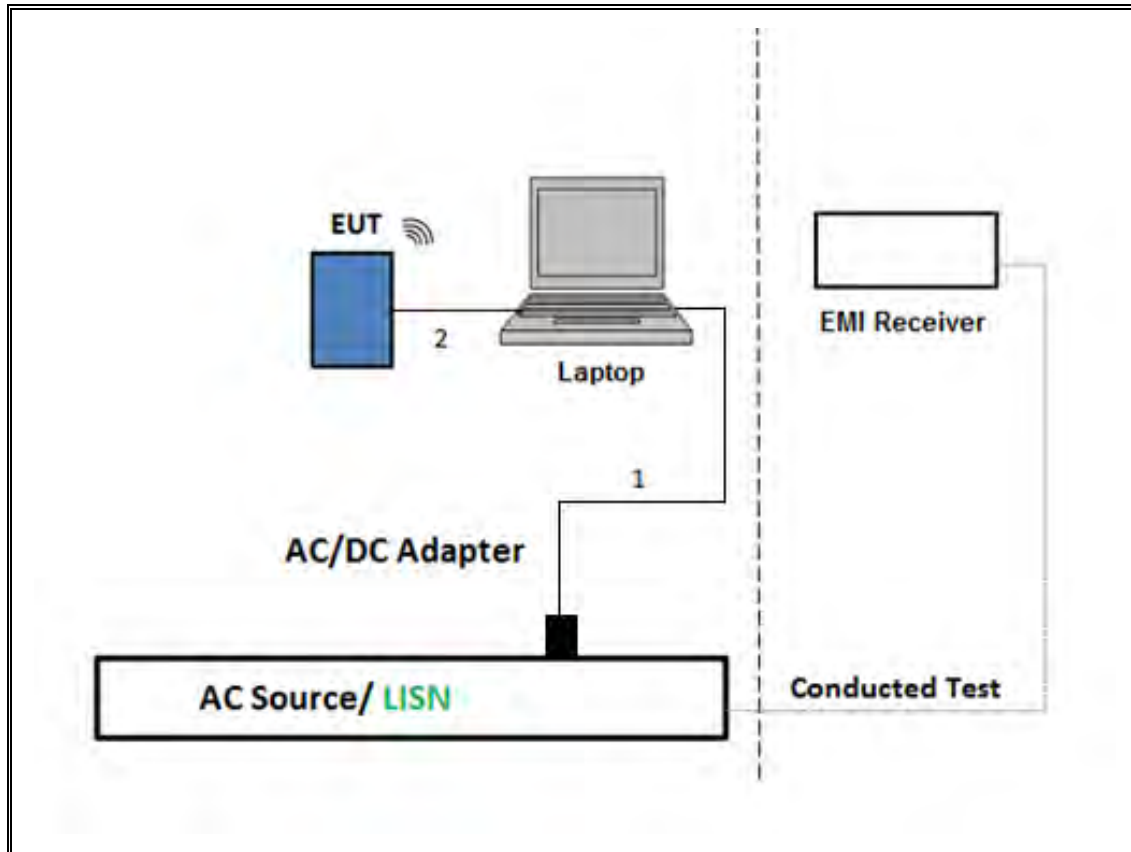 EUT
2
Laptop
EMI Receiver
1
AC/DC Adapter
AC Source/ LISN
Conducted Test